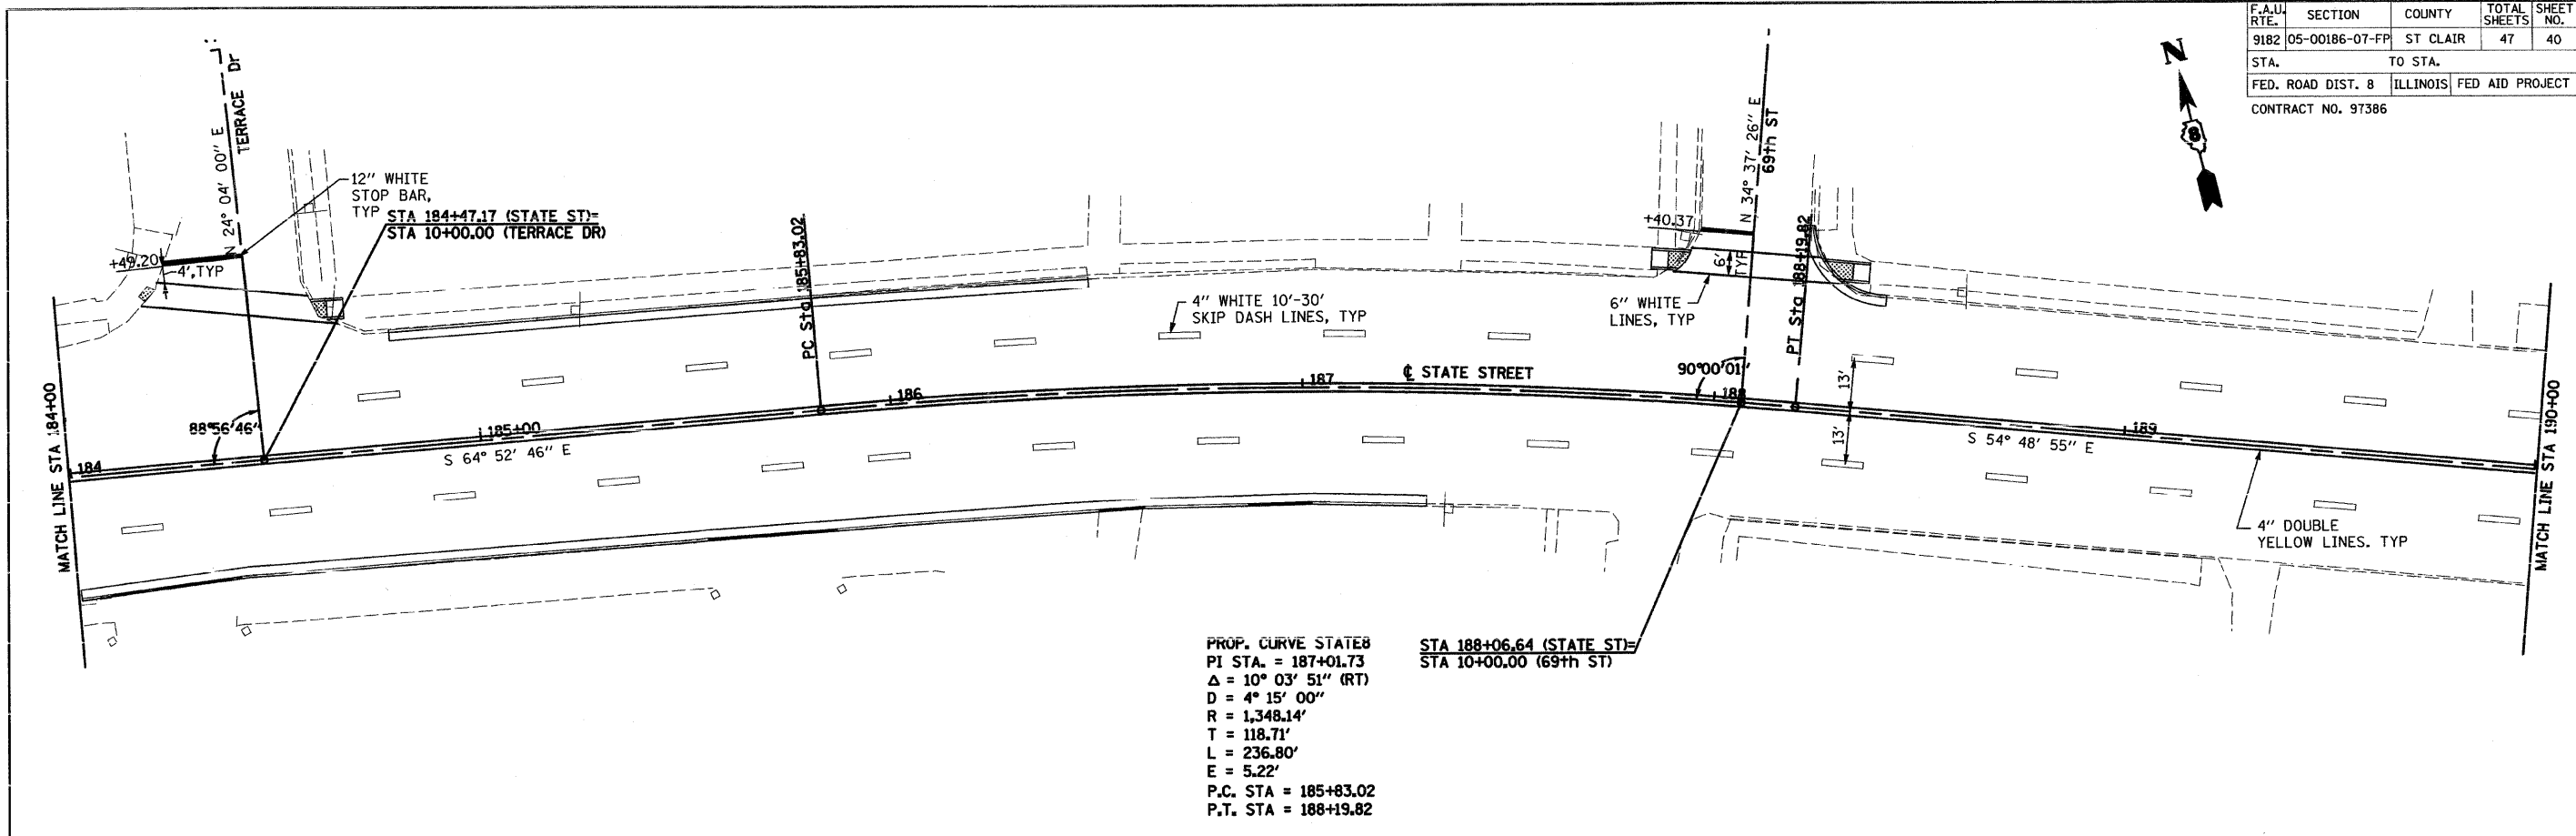 F.A.U. RTE. SECTION COUNTY TOTAL SHEETS SHEET NO.
9182 05-00186-07-FP ST CLAIR 47 40
STA. TO STA.
FED. ROAD DIST. 8 ILLINOIS FED AID PROJECT
CONTRACT NO. 97386
N
8
N 24° 04' 00" E
TERRACE Dr
12" WHITE
STOP BAR,
TYP
STA 184+47.17 (STATE ST)=
STA 10+00.00 (TERRACE DR)
+49.20
4', TYP
PC Sta 185+83.02
4" WHITE 10'-30'
SKIP DASH LINES, TYP
+40.37
N 34° 37' 26" E
69th ST
6'
TYP
6" WHITE
LINES, TYP
PT Sta 188+19.82
MATCH LINE STA 184+00
184
88°56'46"
185+00
S 64° 52' 46" E
186
187
℄ STATE STREET
90°00'01"
188
13'
13'
S 54° 48' 55" E
189
4" DOUBLE
YELLOW LINES. TYP
MATCH LINE STA 190+00
PROP. CURVE STATE8
PI STA. = 187+01.73
Δ = 10° 03' 51" (RT)
D = 4° 15' 00"
R = 1,348.14'
T = 118.71'
L = 236.80'
E = 5.22'
P.C. STA = 185+83.02
P.T. STA = 188+19.82
STA 188+06.64 (STATE ST)=
STA 10+00.00 (69th ST)